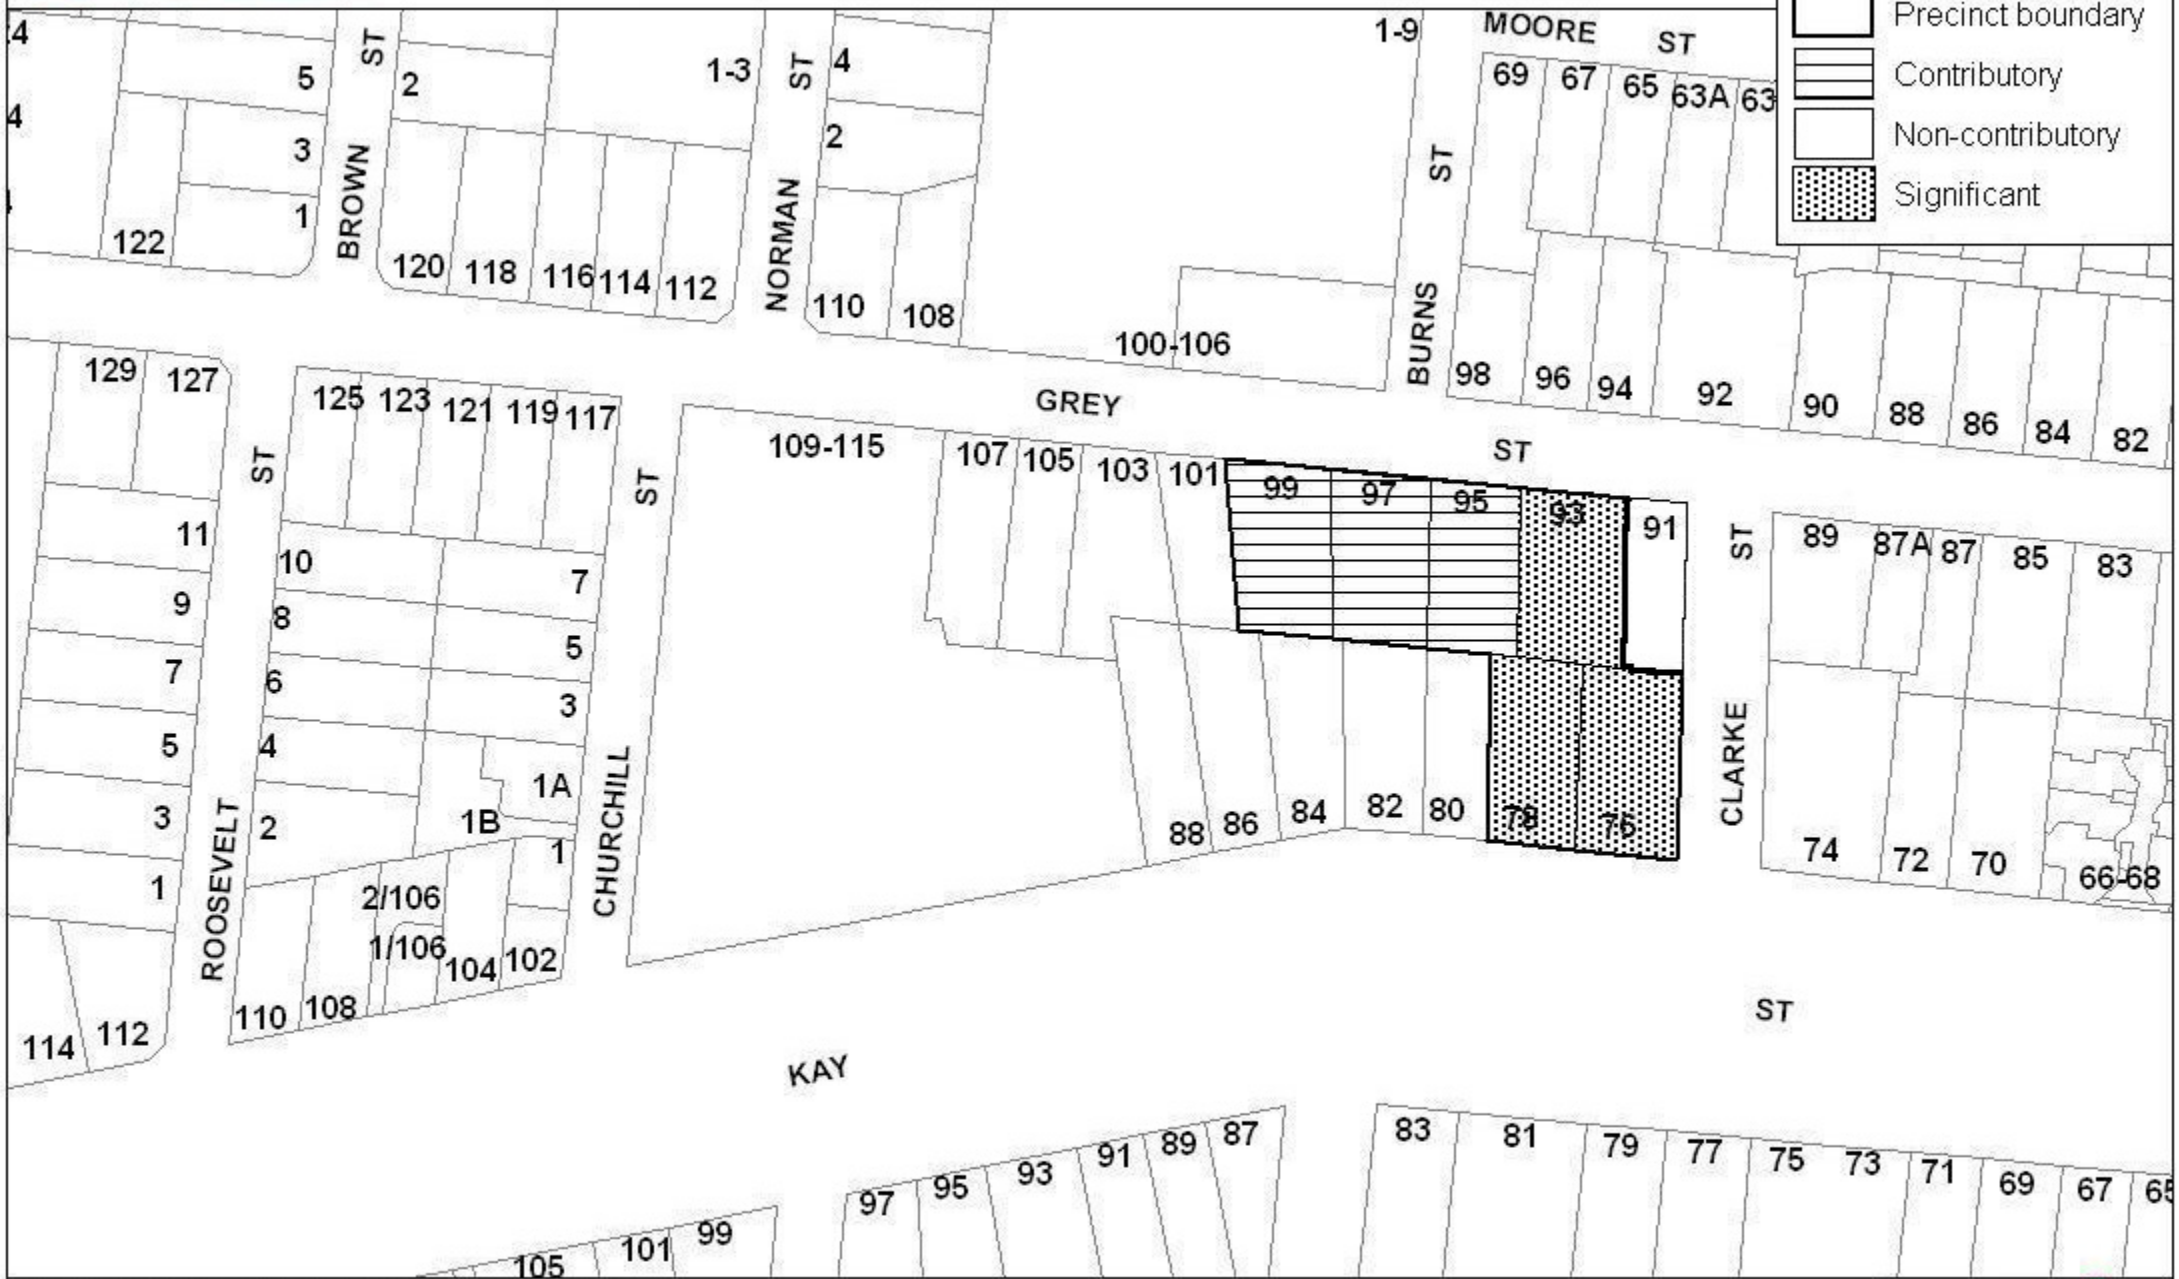 Precinct boundary
Contributory
Non-contributory
Significant
MOORE ST
1-9
69 67 65 63A 63
5
ST
2
1-3
ST
4
3
BROWN
2
ST
1
122
NORMAN
120 118 116 114 112
110 108
BURNS
100-106
98 96 94 92 90 88 86 84 82
129 127
125 123 121 119 117
GREY
ST
109-115
107 105 103 101 99 97 95 93 91
ST
ST
ST
89 87A 87 85 83
11
9
7
5
3
1
10
8
6
4
2
7
5
3
1A
1B
1
ROOSEVELT
CHURCHILL
CLARKE
88 86 84 82 80 78 76
74 72 70 66-68
2/106
1/106
104 102
110 108
114 112
KAY
ST
105 101 99
97 95 93 91 89 87
83 81 79 77 75 73 71 69 67